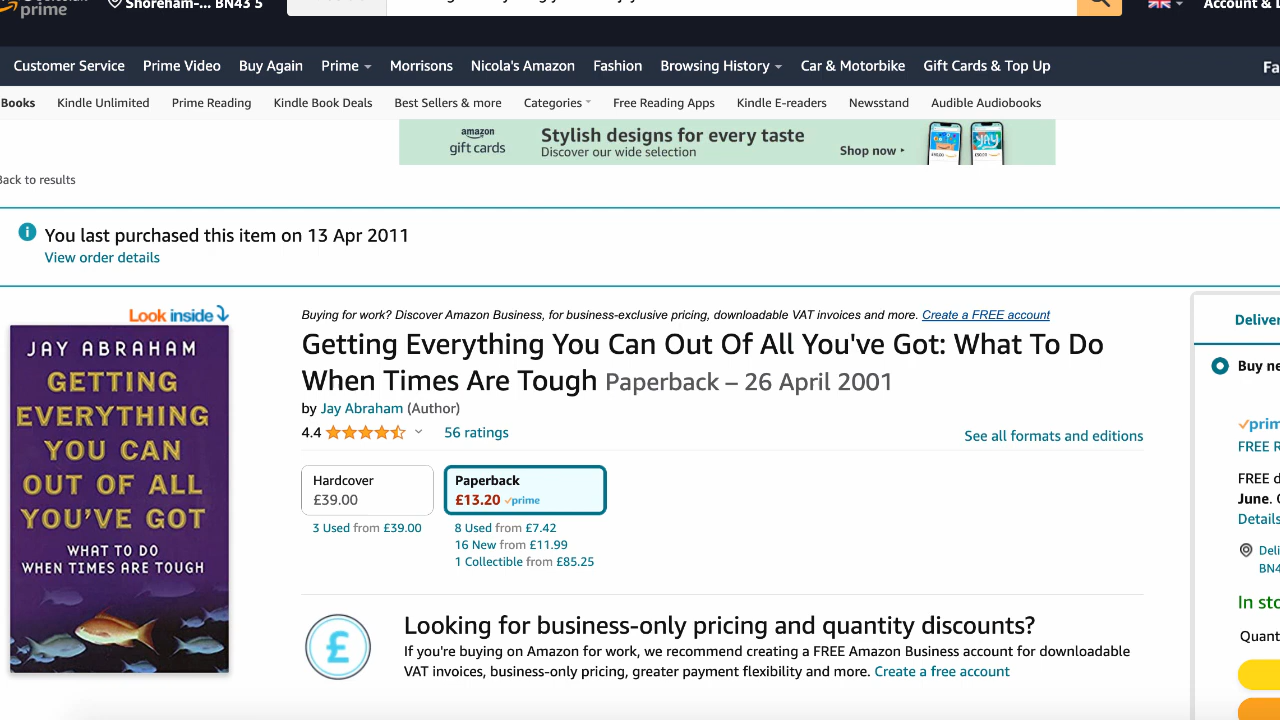 prime
Shoreham-... BN43 5
Account & L
Customer Service Prime Video Buy Again Prime Morrisons Nicola's Amazon Fashion Browsing History Car & Motorbike Gift Cards & Top Up
Fa
Books Kindle Unlimited Prime Reading Kindle Book Deals Best Sellers & more Categories Free Reading Apps Kindle E-readers Newsstand Audible Audiobooks
amazon
gift cards
Stylish designs for every taste
Discover our wide selection
Shop now
YAY
Back to results
You last purchased this item on 13 Apr 2011
View order details
Look inside
JAY ABRAHAM
GETTING
EVERYTHING
YOU CAN
OUT OF ALL
YOU'VE GOT
WHAT TO DO
WHEN TIMES ARE TOUGH
Buying for work? Discover Amazon Business, for business-exclusive pricing, downloadable VAT invoices and more. Create a FREE account
Getting Everything You Can Out Of All You've Got: What To Do
When Times Are Tough Paperback – 26 April 2001
by Jay Abraham (Author)
4.4 56 ratings
See all formats and editions
Hardcover
£39.00
3 Used from £39.00
Paperback
£13.20 prime
8 Used from £7.42
16 New from £11.99
1 Collectible from £85.25
£
Looking for business-only pricing and quantity discounts?
If you're buying on Amazon for work, we recommend creating a FREE Amazon Business account for downloadable
VAT invoices, business-only pricing, greater payment flexibility and more. Create a free account
Deliver
Buy ne
prim
FREE R
FREE d
June. 
Details
Deli
BN4
In sto
Quant